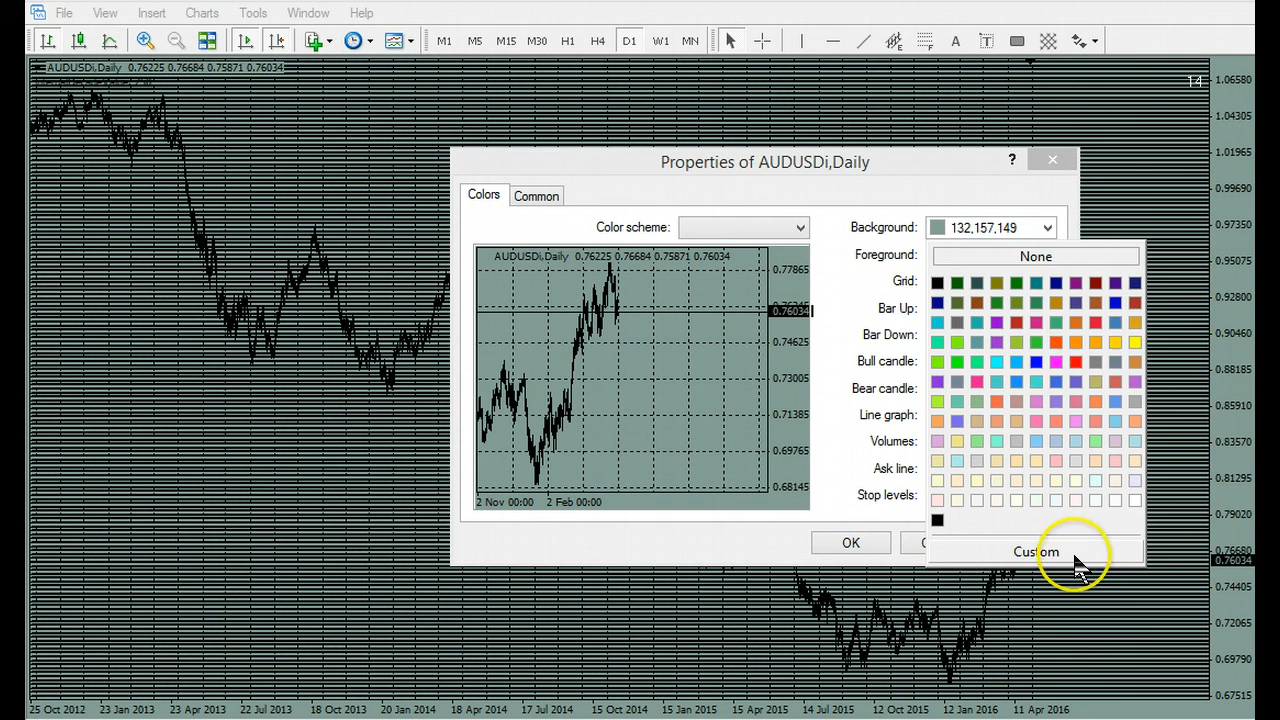 File View Insert Charts Tools Window Help
M1 M5 M15 M30 H1 H4 D1 W1 MN A T
AUDUSDi,Daily 0.76225 0.76684 0.75871 0.76034
14
1.06580
1.04305
1.01965
0.99690
0.97350
0.95075
0.92800
0.90460
0.88185
0.85910
0.83570
0.81295
0.79020
0.76680
0.76034
0.74405
0.72065
0.69790
0.67515
Properties of AUDUSDi,Daily
?
Colors Common
Color scheme:
AUDUSDi,Daily 0.76225 0.76684 0.75871 0.76034
0.77865
0.76034
0.74625
0.73005
0.71385
0.69765
0.68145
2 Nov 00:00 2 Feb 00:00
Background: 132,157,149
Foreground:
None
Grid:
Bar Up:
Bar Down:
Bull candle:
Bear candle:
Line graph:
Volumes:
Ask line:
Stop levels:
Custom
OK
25 Oct 2012 23 Jan 2013 23 Apr 2013 22 Jul 2013 18 Oct 2013 20 Jan 2014 18 Apr 2014 17 Jul 2014 15 Oct 2014 15 Jan 2015 15 Apr 2015 14 Jul 2015 12 Oct 2015 12 Jan 2016 11 Apr 2016